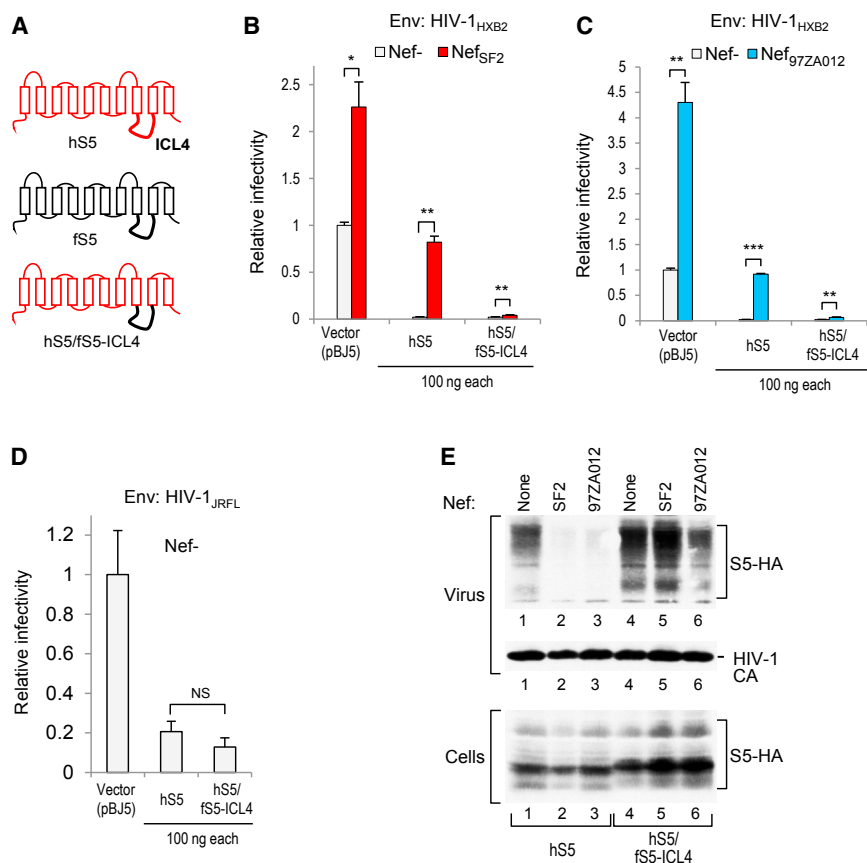 A
hS5
ICL4
fS5
hS5/fS5-ICL4
B
Env: HIV-1HXB2
Nef- NefSF2
Relative infectivity
2.5
2
1.5
1
0.5
0
*
**
**
Vector
(pBJ5)
hS5
hS5/
fS5-ICL4
100 ng each
C
Env: HIV-1HXB2
Nef- Nef97ZA012
Relative infectivity
5
4.5
4
3.5
3
2.5
2
1.5
1
0.5
0
**
***
**
Vector
(pBJ5)
hS5
hS5/
fS5-ICL4
100 ng each
D
Env: HIV-1JRFL
Nef-
Relative infectivity
1.2
1
0.8
0.6
0.4
0.2
0
NS
Vector
(pBJ5)
hS5
hS5/
fS5-ICL4
100 ng each
E
Nef: None SF2 97ZA012 None SF2 97ZA012
Virus
S5-HA
1 2 3 4 5 6
HIV-1
CA
1 2 3 4 5 6
Cells
S5-HA
1 2 3 4 5 6
hS5
hS5/
fS5-ICL4